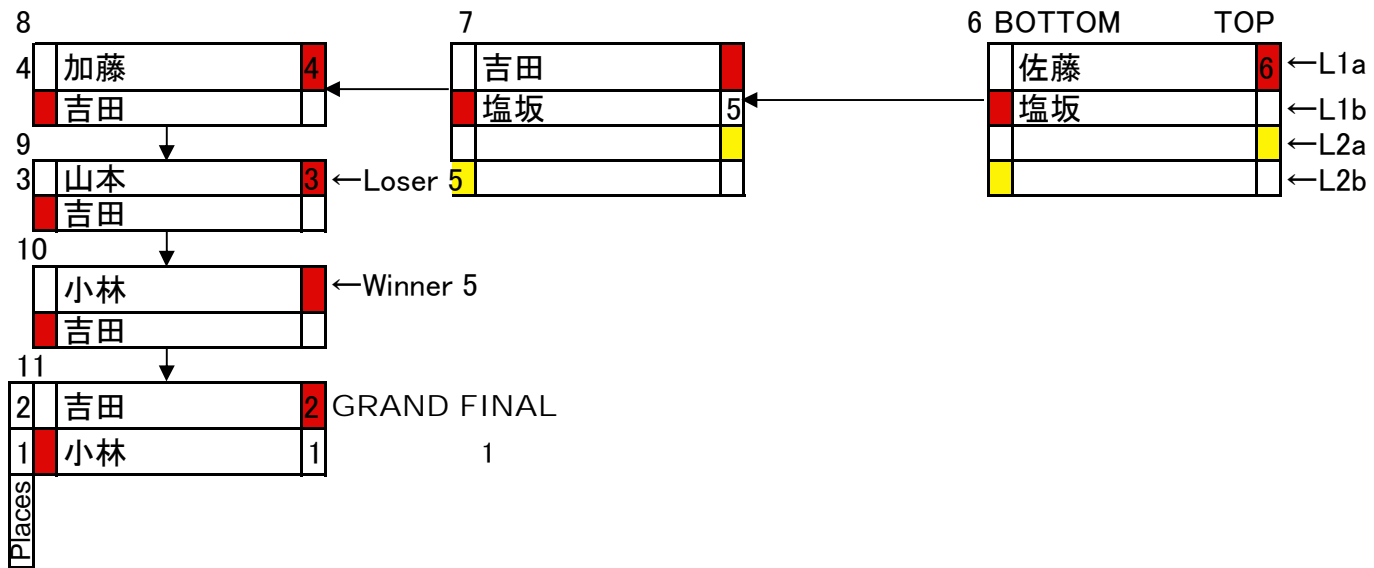 8 7 6 BOTTOM TOP
4 加藤 4 吉田 佐藤 6 ←L1a
吉田 塩坂 5 塩坂 ←L1b
9 ←L2a
3 山本 3 ←Loser 5 ←L2b
吉田
10
小林 ←Winner 5
吉田
11
2 吉田 2 GRAND FINAL
1 小林 1 1
Places